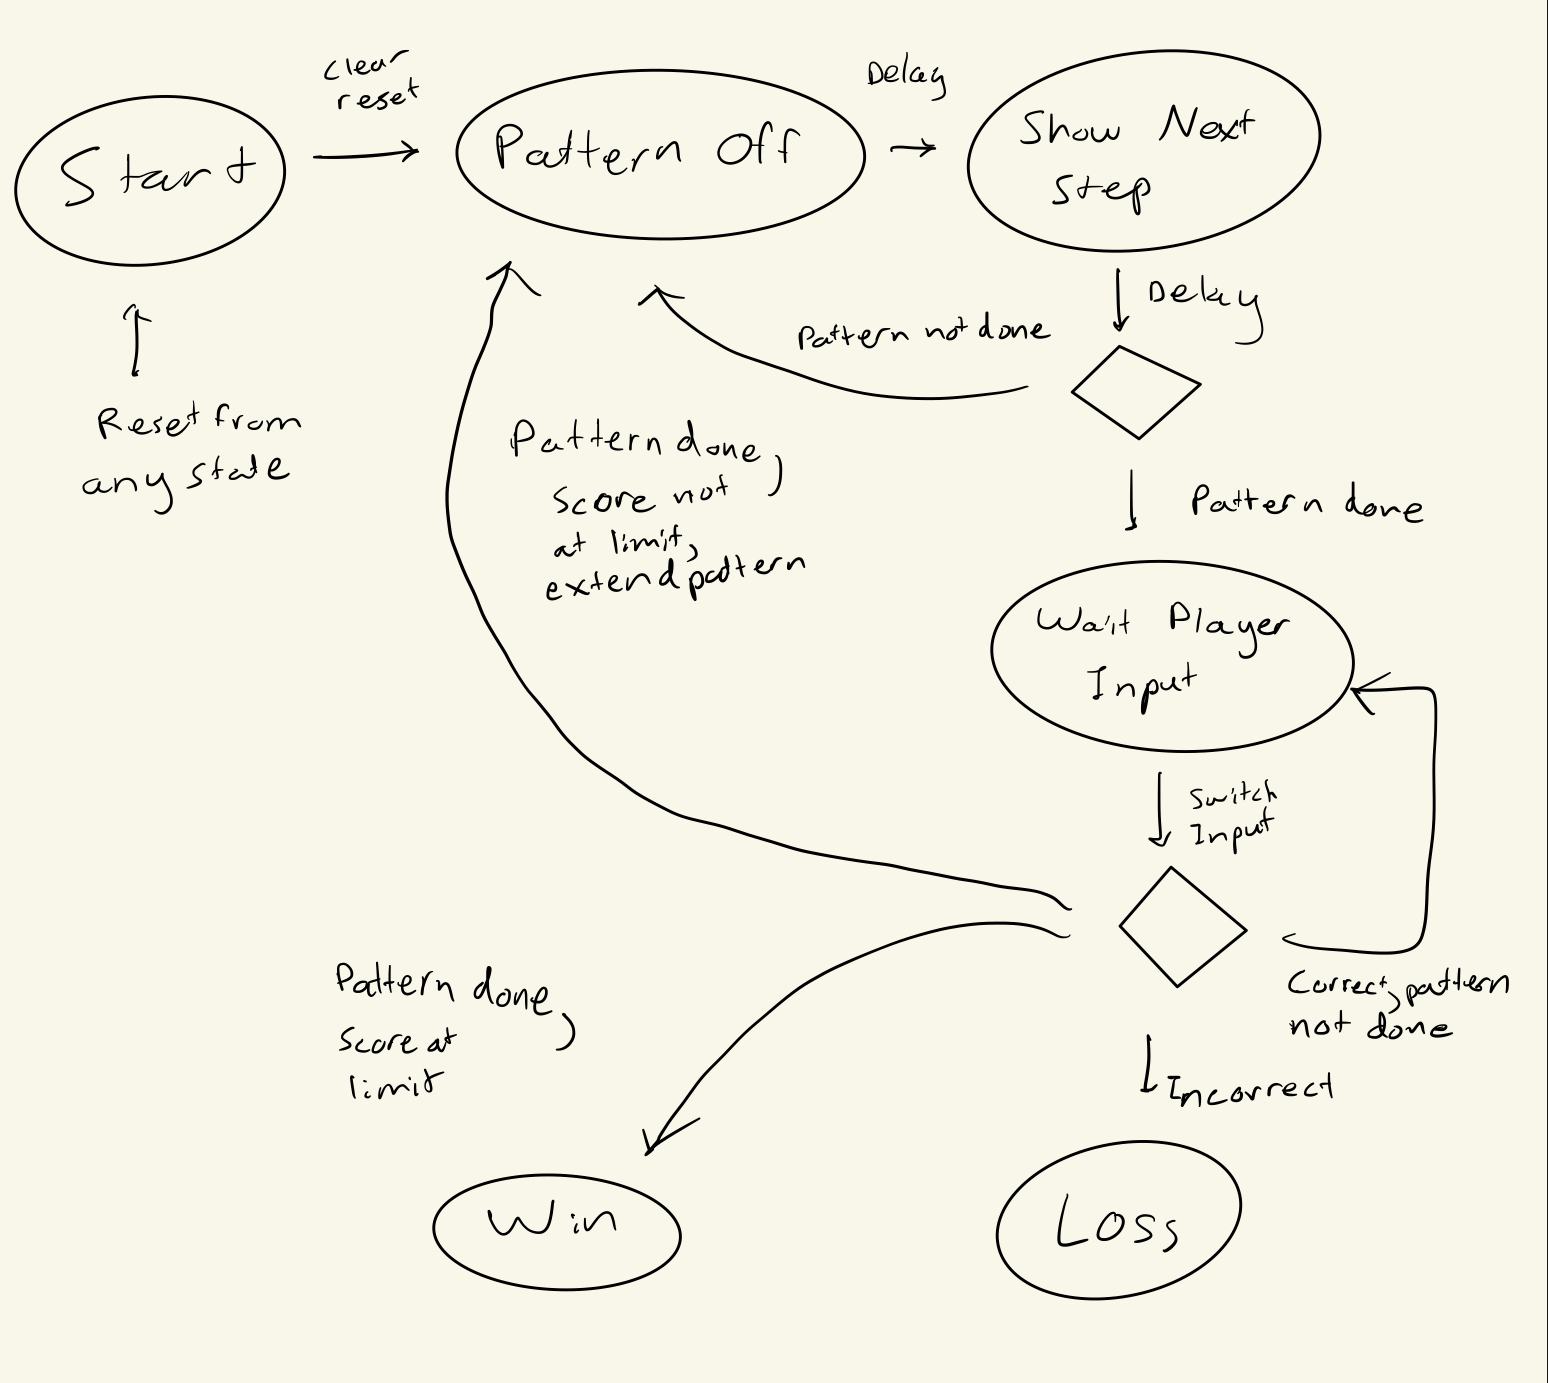 Clear
reset
Delay
Start
Pattern Off
Show Next
Step
Delay
Pattern not done
Reset from
any state
Pattern done,
Score not
at limit,
extend pattern
Pattern done
Wait Player
Input
Switch
Input
Pattern done,
Score at
limit
Correct, pattern
not done
Incorrect
Win
Loss